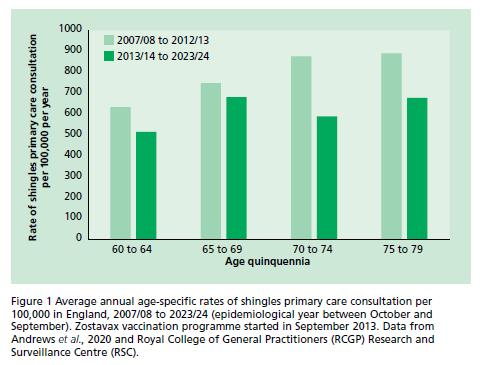 Rate of shingles primary care consultation
per 100,000 per year
1000
900
800
700
600
500
400
300
200
100
0
2007/08 to 2012/13
2013/14 to 2023/24
60 to 64
65 to 69
70 to 74
75 to 79
Age quinquennia
Figure 1 Average annual age-specific rates of shingles primary care consultation per
100,000 in England, 2007/08 to 2023/24 (epidemiological year between October and
September). Zostavax vaccination programme started in September 2013. Data from
Andrews et al., 2020 and Royal College of General Practitioners (RCGP) Research and
Surveillance Centre (RSC).